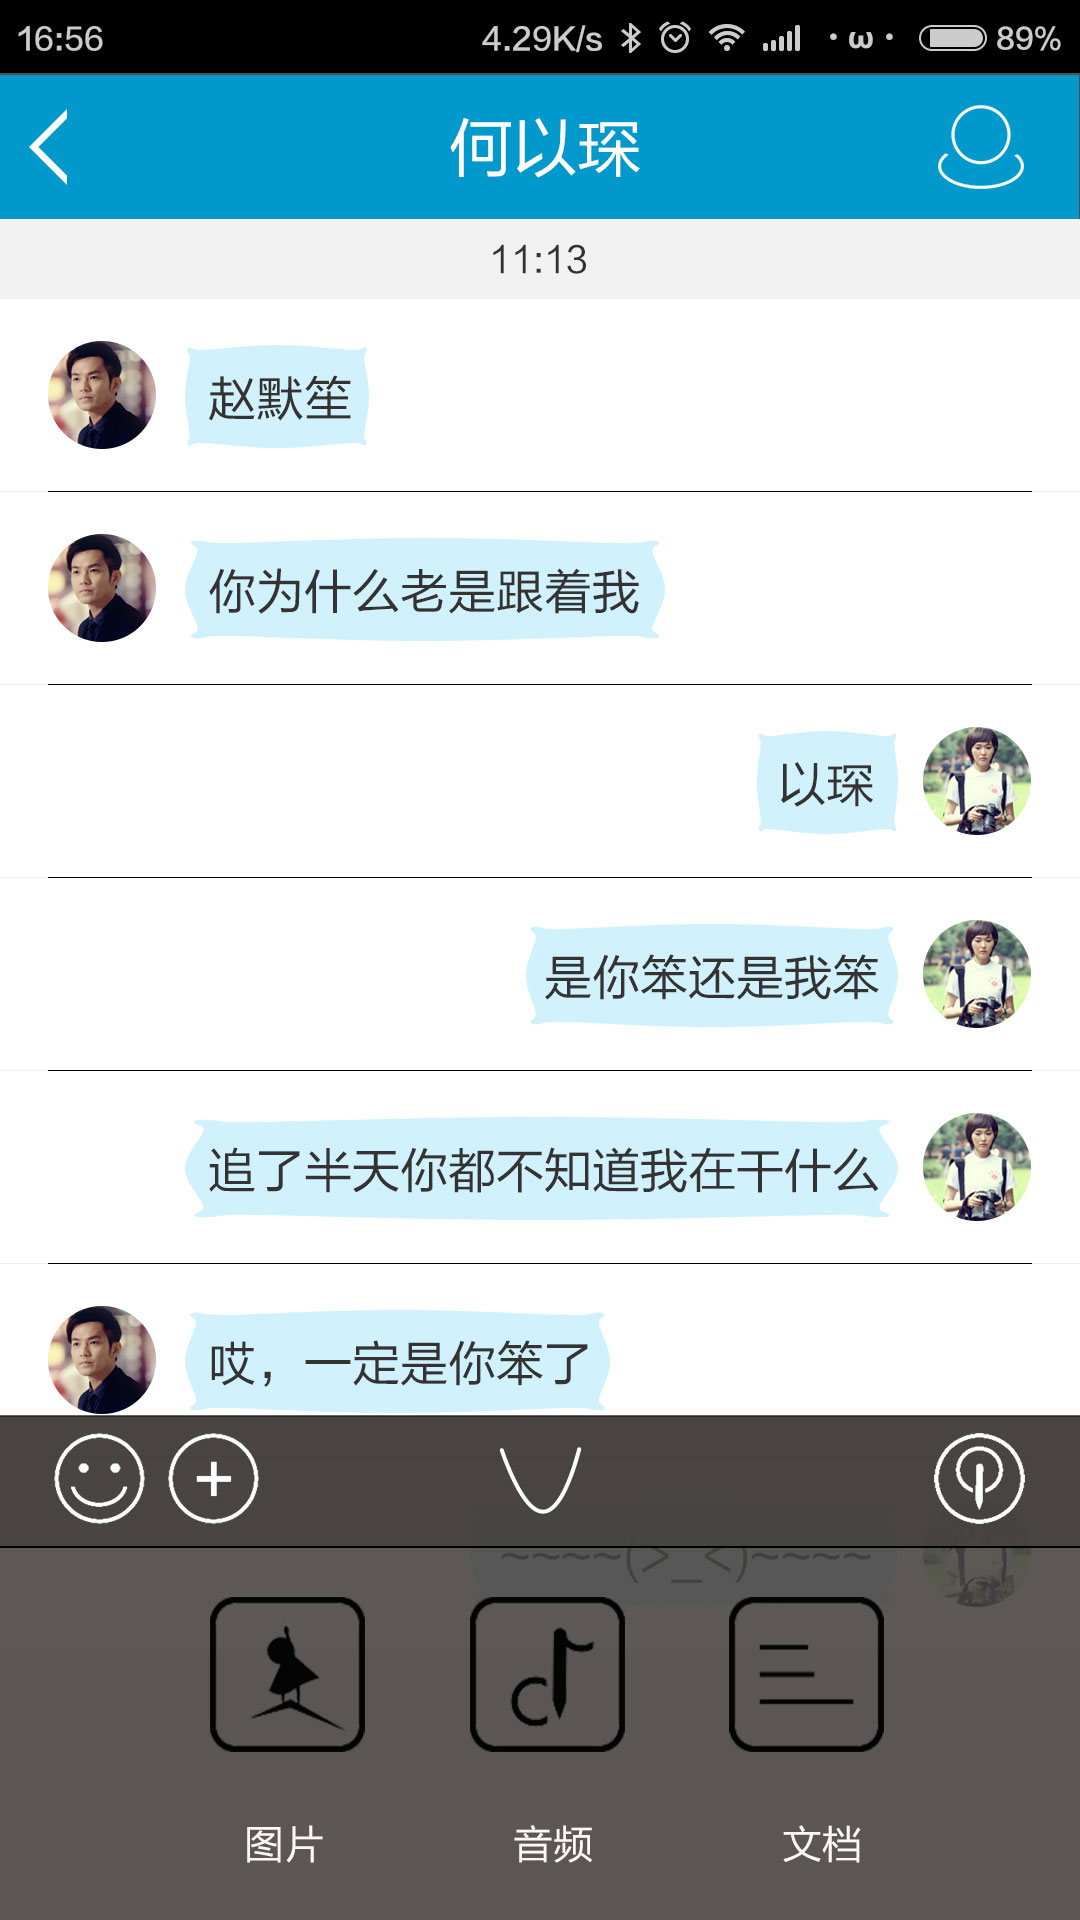 16:56 4.29K/s ·ω· 89%
何以琛
11:13
赵默笙
你为什么老是跟着我
以琛
是你笨还是我笨
追了半天你都不知道我在干什么
哎，一定是你笨了
~~~~(>_<)~~~~
图片 音频 文档